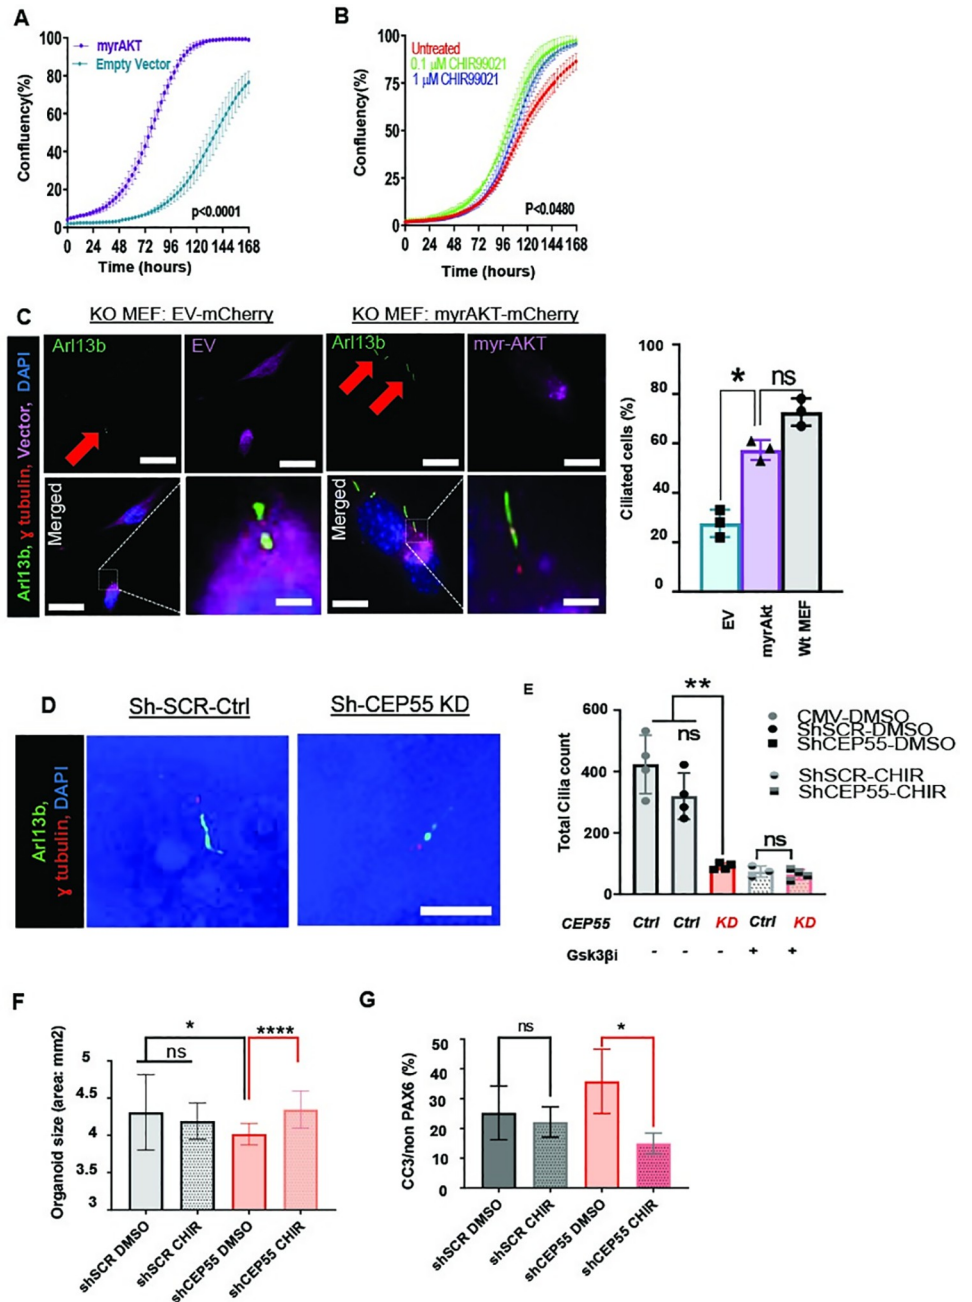 A
100
80
60
40
20
0
Confluency(%)
myrAKT
Empty Vector
p<0.0001
0 24 48 72 96 120 144 168
Time (hours)
B
100
75
50
25
0
Confluency(%)
Untreated
0.1 µM CHIR99021
1 µM CHIR99021
P<0.0480
0 24 48 72 96 120 144 168
Time (hours)
C
KO MEF: EV-mCherry
KO MEF: myrAKT-mCherry
Arl13b, ɣ tubulin, Vector, DAPI
Arl13b
EV
Arl13b
myr-AKT
Merged
Merged
Ciliated cells (%)
100
80
60
40
20
0
*
ns
EV
myrAkt
Wt MEF
D
Sh-SCR-Ctrl
Sh-CEP55 KD
Arl13b,
ɣ tubulin, DAPI
E
Total Cilia count
600
400
200
0
**
ns
ns
CMV-DMSO
ShSCR-DMSO
ShCEP55-DMSO
ShSCR-CHIR
ShCEP55-CHIR
CEP55 Ctrl Ctrl KD Ctrl KD
Gsk3βi - - - + +
F
Organoid size (area: mm2)
5
4.5
4
3.5
3
*
ns
****
shSCR DMSO
shSCR CHIR
shCEP55 DMSO
shCEP55 CHIR
G
CC3/non PAX6 (%)
50
40
30
20
10
0
ns
*
shSCR DMSO
shSCR CHIR
shCEP55 DMSO
shCEP55 CHIR